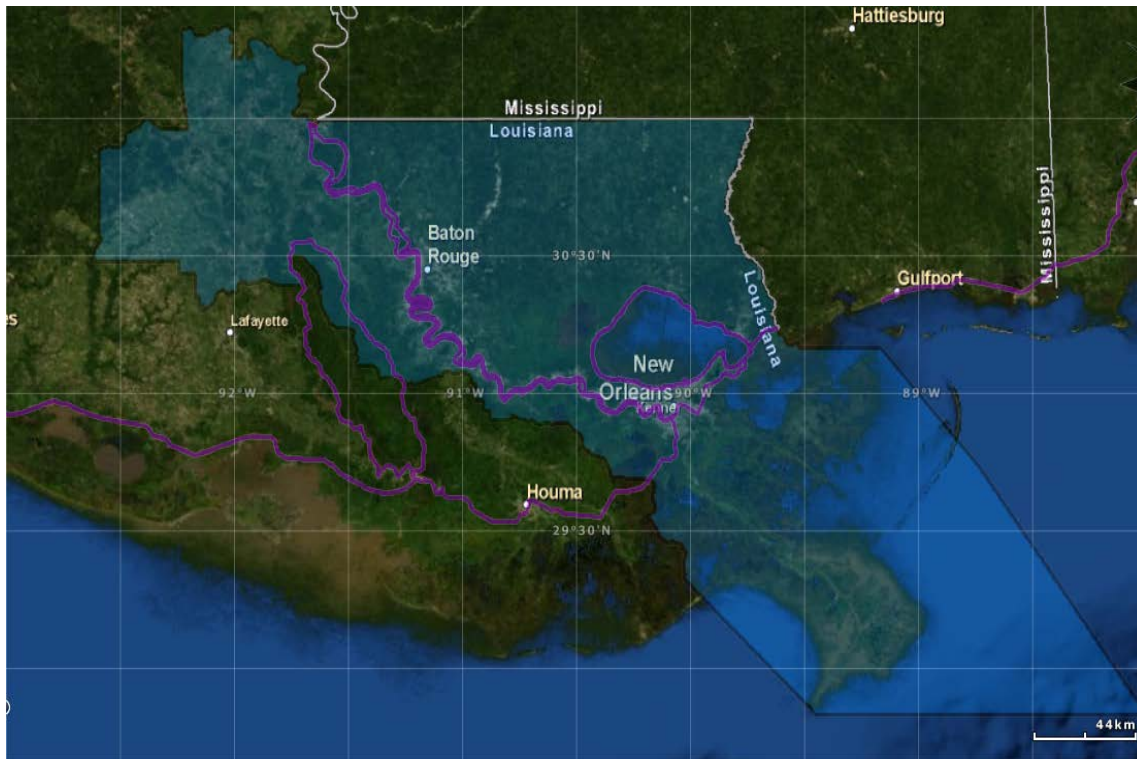 Hattiesburg
Mississippi
Louisiana
Mississippi
Baton
Rouge
30°30'N
Louisiana
Gulfport
es
Lafayette
New
Orleans
92°W
91°W
90°W
89°W
Kenner
Houma
29°30'N
44km